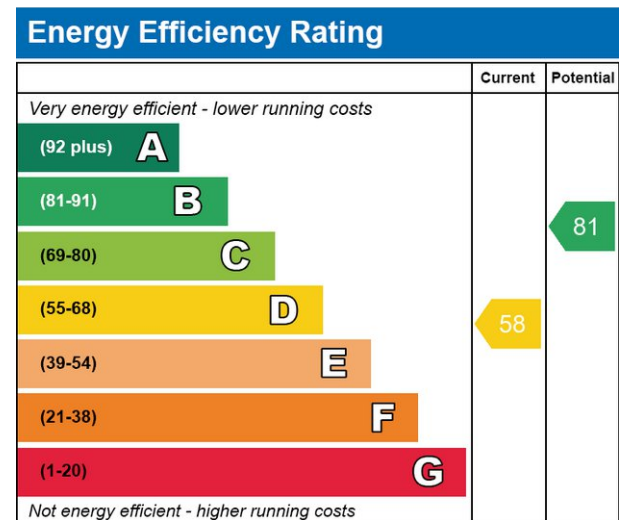 Energy Efficiency Rating
Current Potential
Very energy efficient - lower running costs
(92 plus) A
(81-91) B
81
(69-80) C
(55-68) D
58
(39-54) E
(21-38) F
(1-20) G
Not energy efficient - higher running costs